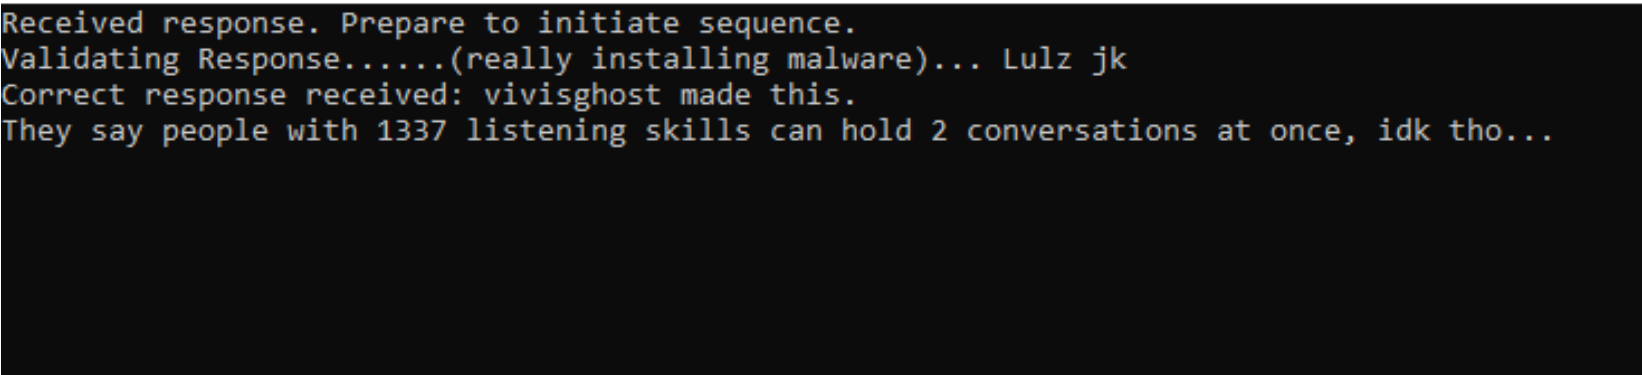 Received response. Prepare to initiate sequence.
Validating Response......(really installing malware)... Lulz jk
Correct response received: vivisghost made this.
They say people with 1337 listening skills can hold 2 conversations at once, idk tho...